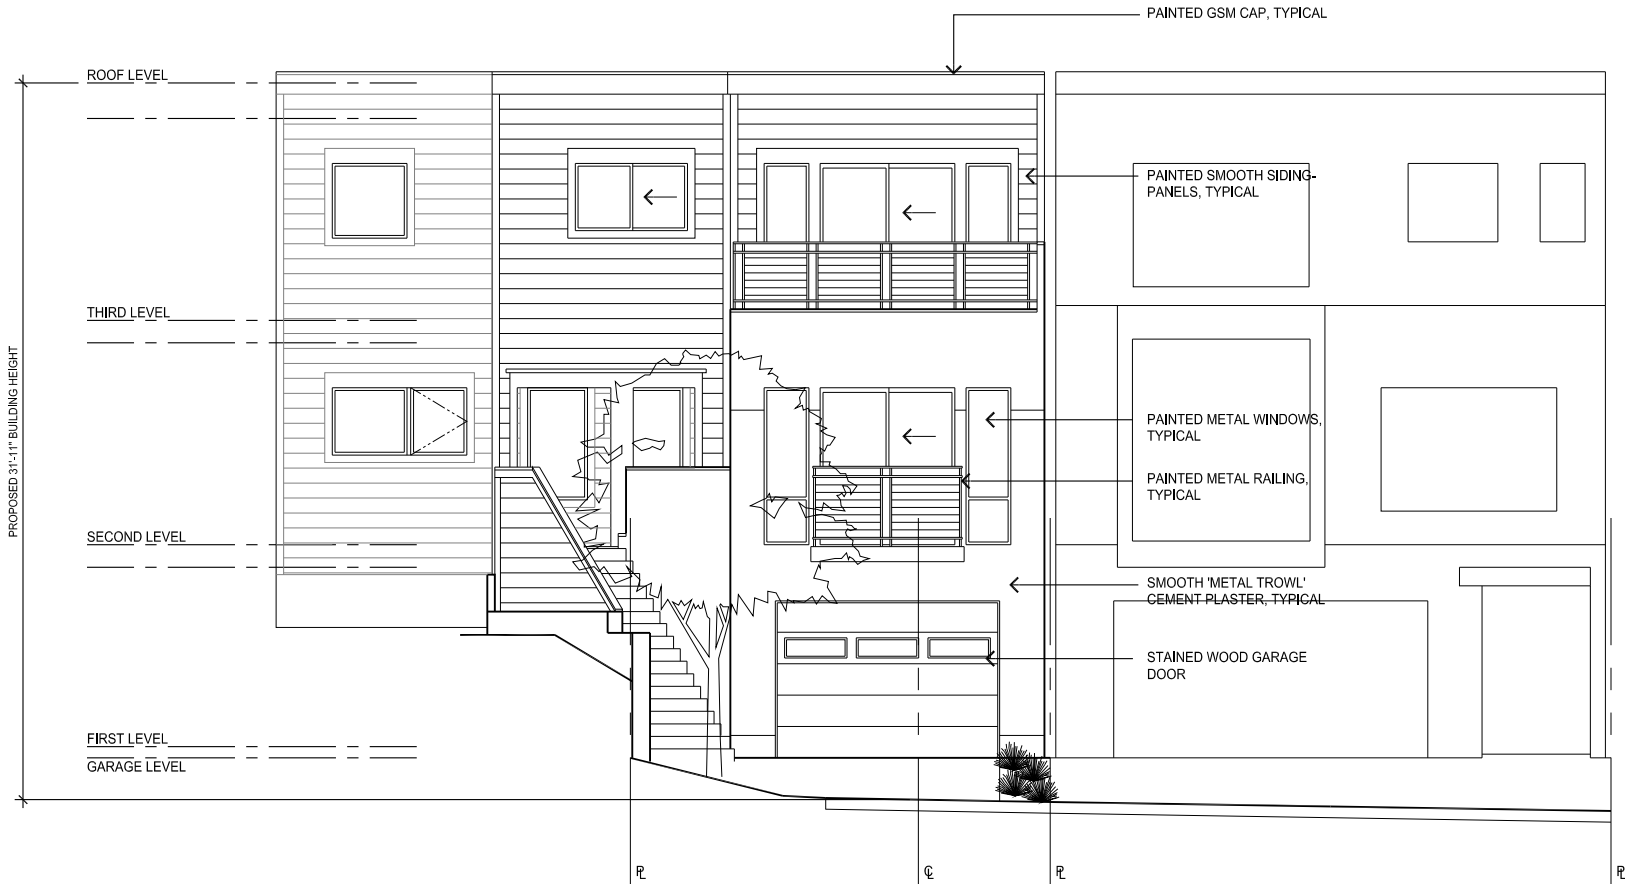 PAINTED GSM CAP, TYPICAL
ROOF LEVEL
PAINTED SMOOTH SIDING-
PANELS, TYPICAL
THIRD LEVEL
PROPOSED 31'-11" BUILDING HEIGHT
PAINTED METAL WINDOWS,
TYPICAL
PAINTED METAL RAILING,
TYPICAL
SECOND LEVEL
SMOOTH 'METAL TROWL'
CEMENT PLASTER, TYPICAL
STAINED WOOD GARAGE
DOOR
FIRST LEVEL
GARAGE LEVEL
PL
CL
PL
PL